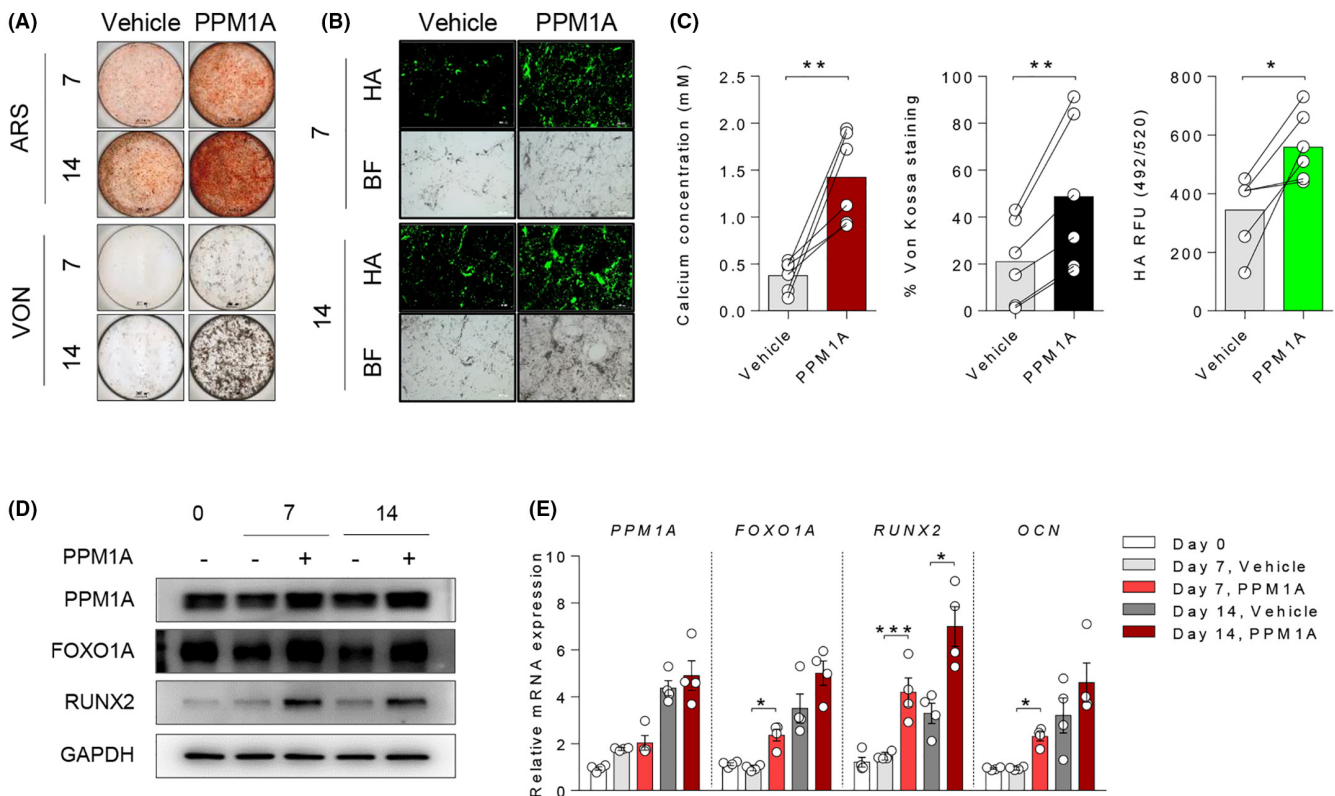 (A)
Vehicle PPM1A
ARS
7
14
VON
7
14
(B)
Vehicle PPM1A
7
HA
BF
14
HA
BF
(C)
Calcium concentration (mM)
2.5
2.0
1.5
1.0
0.5
0.0
**
Vehicle
PPM1A
% Von Kossa staining
100
80
60
40
20
0
**
Vehicle
PPM1A
HA RFU (492/520)
800
600
400
200
0
*
Vehicle
PPM1A
(D)
0 7 14
PPM1A - - + - +
PPM1A
FOXO1A
RUNX2
GAPDH
(E)
PPM1A FOXO1A RUNX2 OCN
Relative mRNA expression
10
8
6
4
2
0
*
***
*
*
Day 0
Day 7, Vehicle
Day 7, PPM1A
Day 14, Vehicle
Day 14, PPM1A